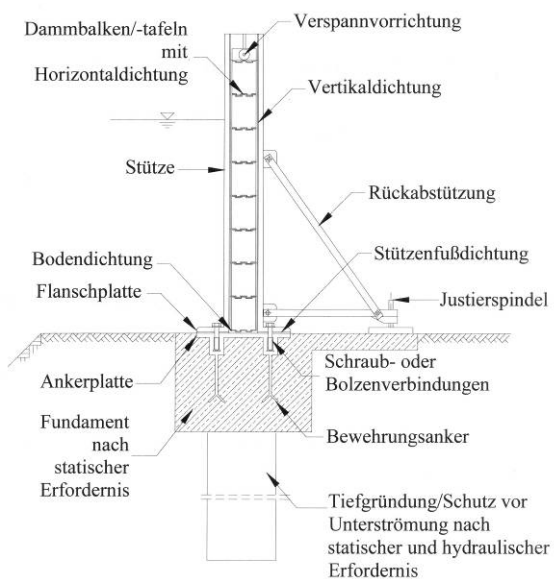 Dammbalken/-tafeln
mit
Horizontaldichtung
Verspannvorrichtung
Vertikaldichtung
Stütze
Rückabstützung
Bodendichtung
Stützenfußdichtung
Flanschplatte
Justierspindel
Ankerplatte
Schraub- oder
Bolzenverbindungen
Fundament
nach
statischer
Erfordernis
Bewehrungsanker
Tiefgründung/Schutz vor
Unterströmung nach
statischer und hydraulischer
Erfordernis